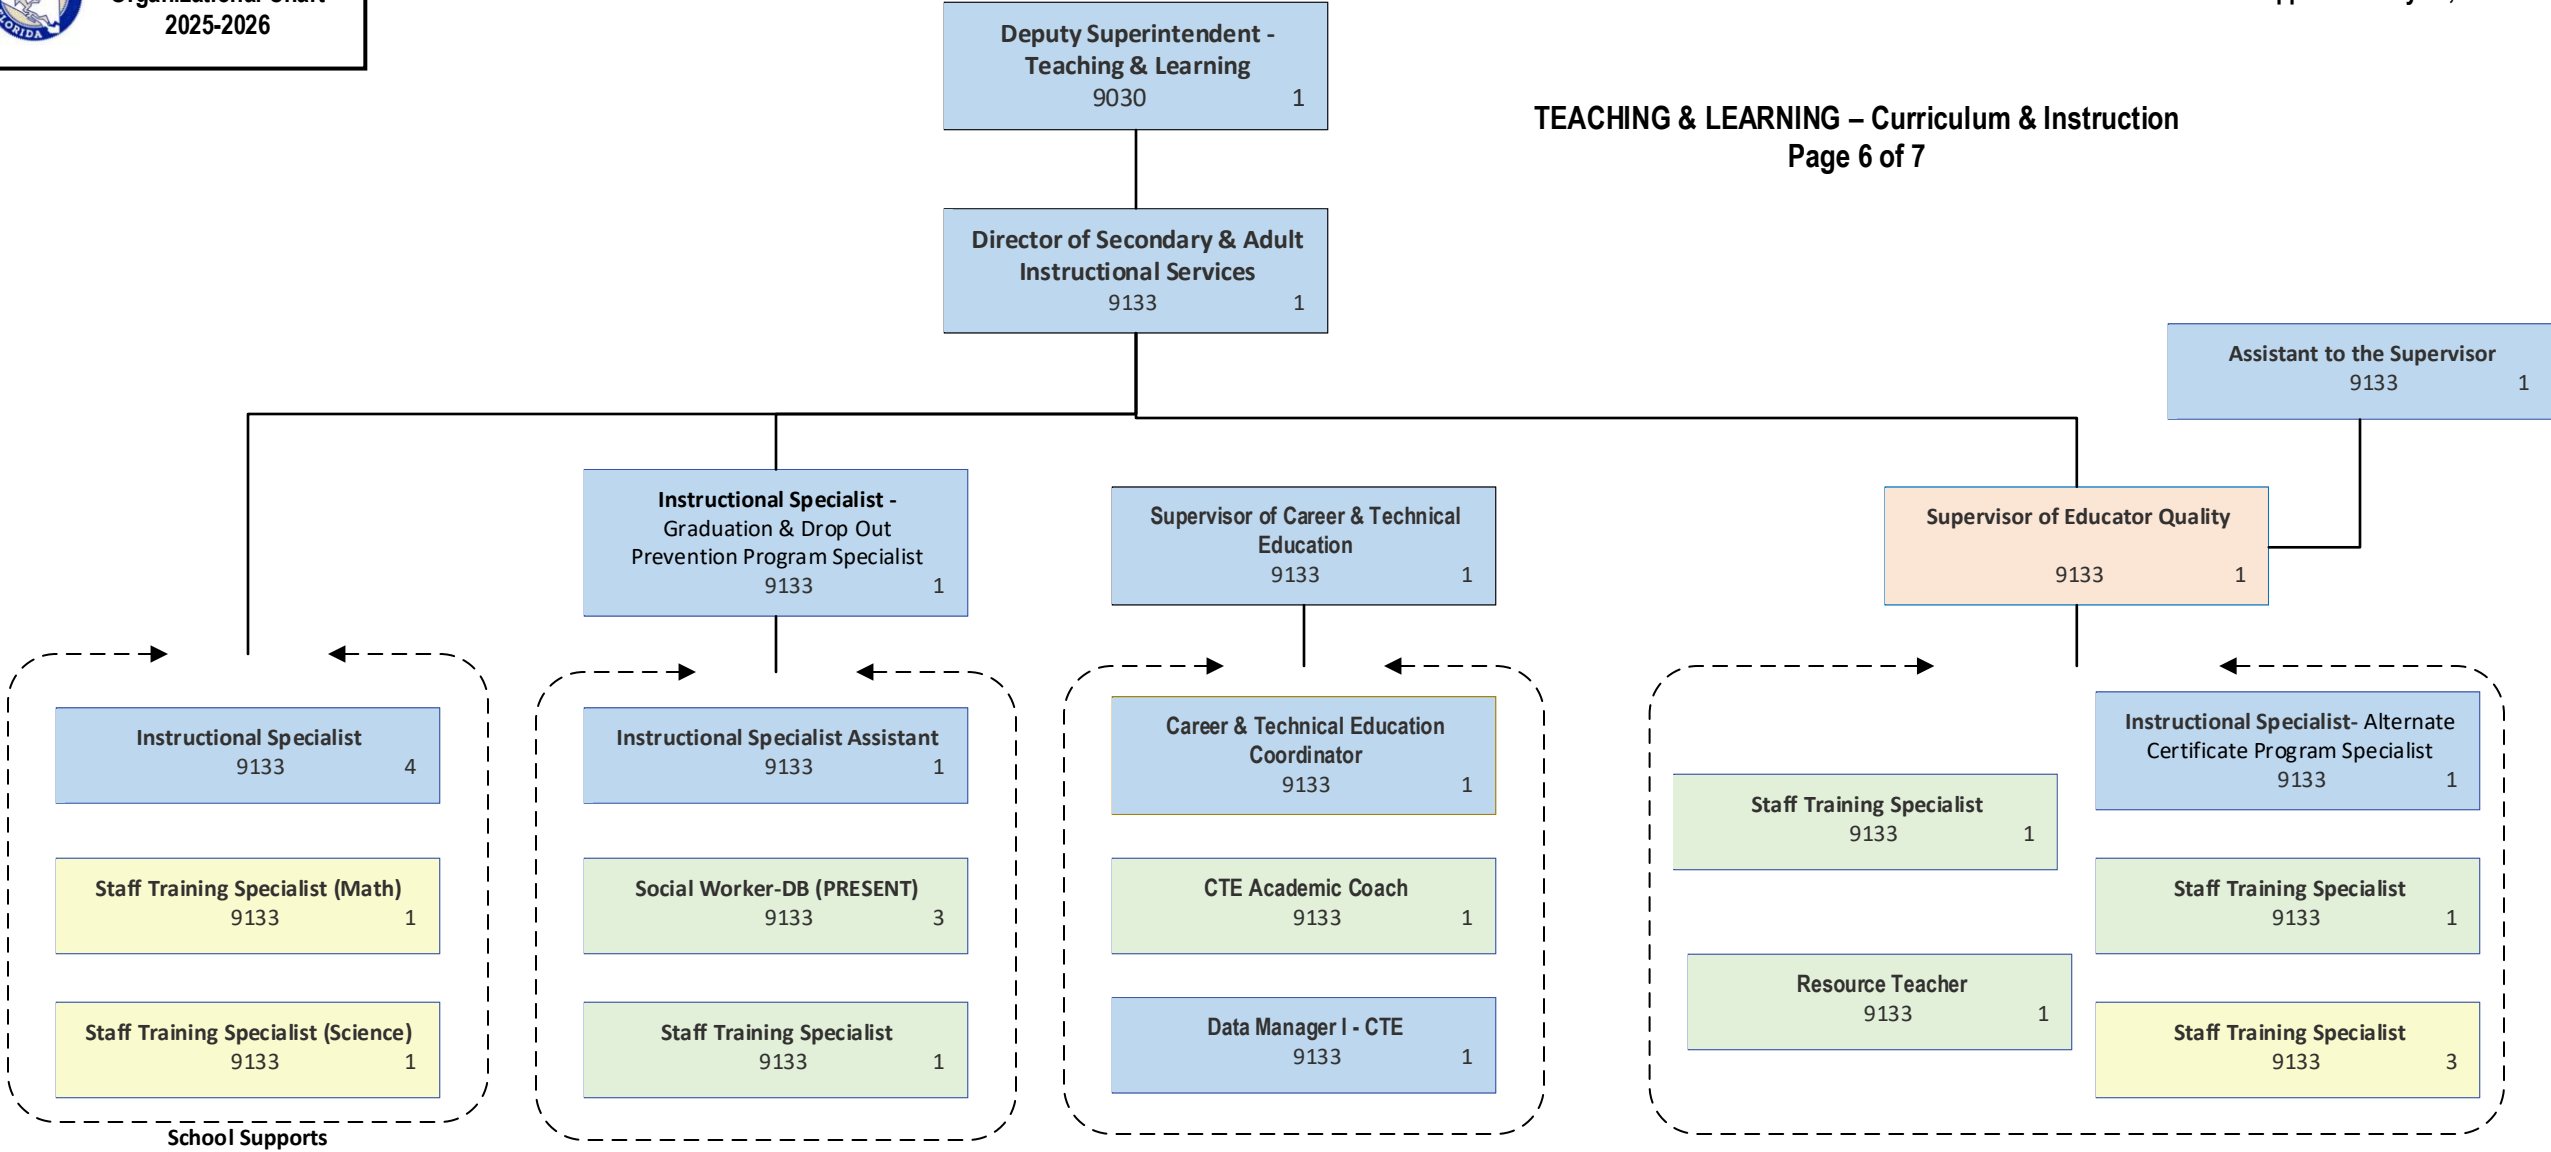 Organizational Chart
2025-2026
FLORIDA
Deputy Superintendent -
Teaching & Learning
9030 1
TEACHING & LEARNING – Curriculum & Instruction
Page 6 of 7
Director of Secondary & Adult
Instructional Services
9133 1
Assistant to the Supervisor
9133 1
Instructional Specialist -
Graduation & Drop Out
Prevention Program Specialist
9133 1
Supervisor of Career & Technical
Education
9133 1
Supervisor of Educator Quality
9133 1
Instructional Specialist
9133 4
Staff Training Specialist (Math)
9133 1
Staff Training Specialist (Science)
9133 1
School Supports
Instructional Specialist Assistant
9133 1
Social Worker-DB (PRESENT)
9133 3
Staff Training Specialist
9133 1
Career & Technical Education
Coordinator
9133 1
CTE Academic Coach
9133 1
Data Manager I - CTE
9133 1
Staff Training Specialist
9133 1
Resource Teacher
9133 1
Instructional Specialist- Alternate
Certificate Program Specialist
9133 1
Staff Training Specialist
9133 1
Staff Training Specialist
9133 3